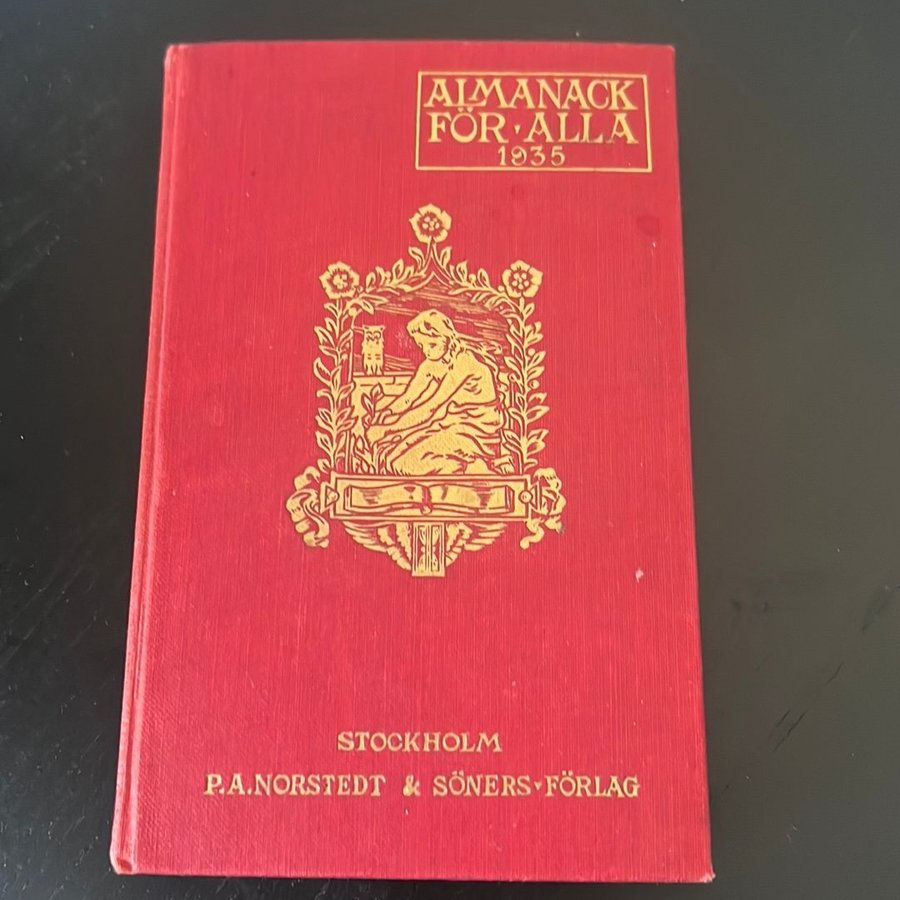 ALMANACK
FÖR ALLA
1935
STOCKHOLM
P.A. NORSTEDT & SÖNERS FÖRLAG